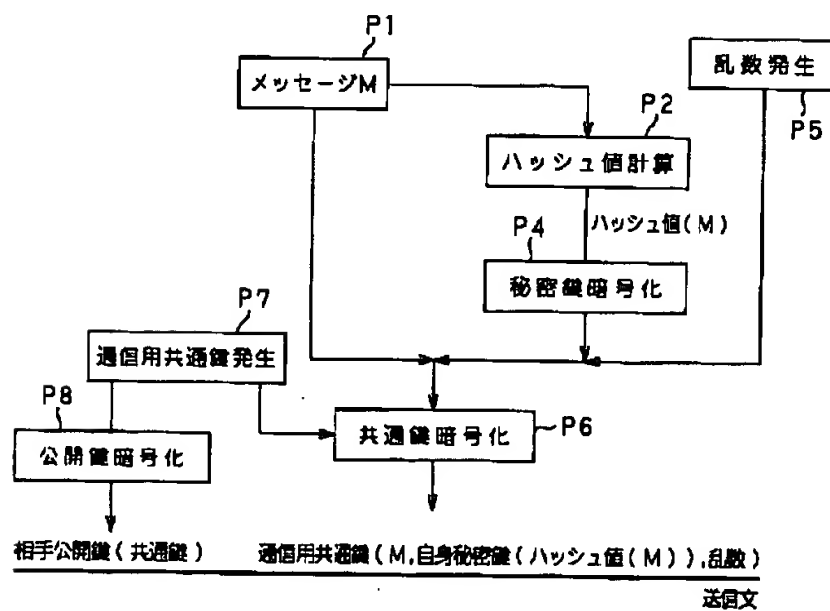 P1
メッセージM
乱数発生
P5
P2
ハッシュ値計算
ハッシュ値(M)
P4
秘密鍵暗号化
P7
通信用共通鍵発生
P8
公開鍵暗号化
共通鍵暗号化
P6
相手公開鍵(共通鍵)
通信用共通鍵(M,自身秘密鍵(ハッシュ値(M)),乱数)
送信文